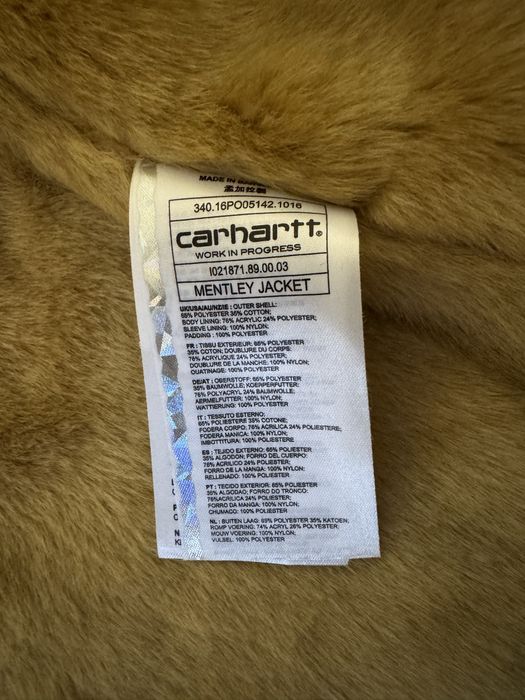 MADE IN
孟加拉製
340.16PO05142.1016
carhartt®
WORK IN PROGRESS
I021871.89.00.03
MENTLEY JACKET
UK/USA/AU/NZ/IE : OUTER SHELL:
65% POLYESTER 35% COTTON;
BODY LINING: 76% ACRYLIC 24% POLYESTER;
SLEEVE LINING: 100% NYLON;
PADDING : 100% POLYESTER
FR : TISSU EXTERIEUR: 65% POLYESTER
35% COTON; DOUBLURE DU CORPS:
76% ACRYLIQUE 24% POLYESTER;
DOUBLURE DE LA MANCHE: 100% NYLON;
OUATINAGE: 100% POLYESTER
DE/AT : OBERSTOFF: 65% POLYESTER
35% BAUMWOLLE; KOERPERFUTTER:
76% POLYACRYL 24% BAUMWOLLE;
AERMELFUTTER: 100% NYLON;
WATTIERUNG: 100% POLYESTER
IT : TESSUTO ESTERNO:
65% POLIESTERE 35% COTONE;
FODERA CORPO: 76% ACRILICA 24% POLIESTERE;
FODERA MANICA: 100% NYLON;
IMBOTTITURA: 100% POLIESTERE
ES : TEJIDO EXTERNO: 65% POLIESTER
35% ALGODON; FORRO DEL CUERPO:
76% ACRILICO 24% POLIESTER;
FORRO DE LA MANGA: 100% NYLON;
RELLENADO: 100% POLIESTER
PT : TECIDO EXTERIOR: 65% POLIESTER
35% ALGODAO; FORRO DO TRONCO:
76%ACRILICA 24% POLIESTER;
FORRO DA MANGA: 100% NYLON;
CHUMACO: 100% POLIESTER
NL : BUITEN LAAG: 65% POLYESTER 35% KATOEN;
ROMP VOERING: 74% ACRYL 26% POLYESTER;
MOUW VOERING: 100% NYLON;
VULSEL: 100% POLYESTER